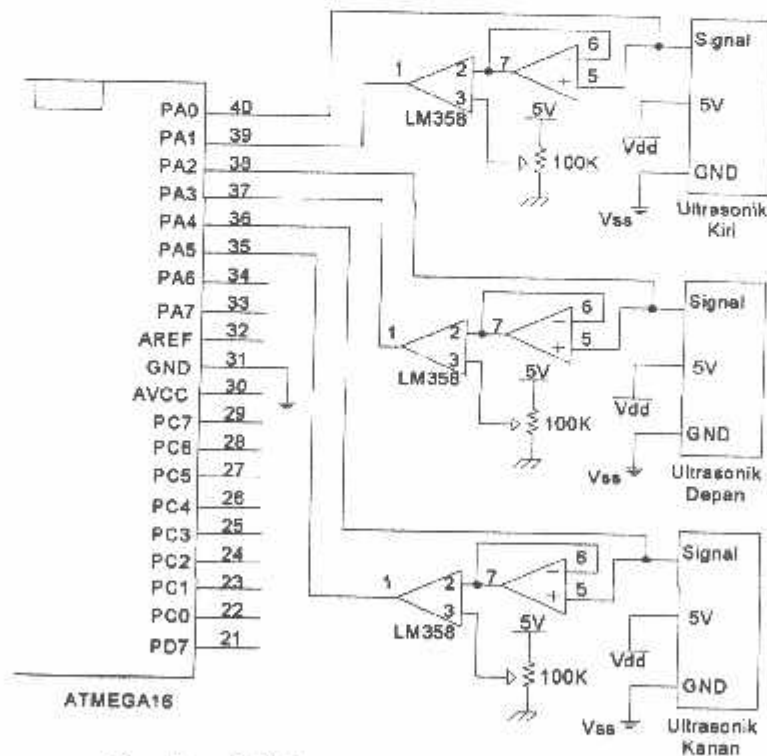 PA0 40
PA1 39
PA2 38
PA3 37
PA4 36
PA5 35
PA6 34
PA7 33
AREF 32
GND 31
AVCC 30
PC7 29
PC6 28
PC5 27
PC4 26
PC3 25
PC2 24
PC1 23
PC0 22
PD7 21
ATMEGA16
1 2 7 6
3 5
LM358
5V
100K
Signal
5V
Vdd
GND
Vss
Ultrasonik
Kiri
1 2 7 6
3 5
LM358
5V
100K
Signal
5V
Vdd
GND
Vss
Ultrasonik
Depan
1 2 7 6
3 5
LM358
5V
100K
Signal
5V
Vdd
GND
Vss
Ultrasonik
Kanan